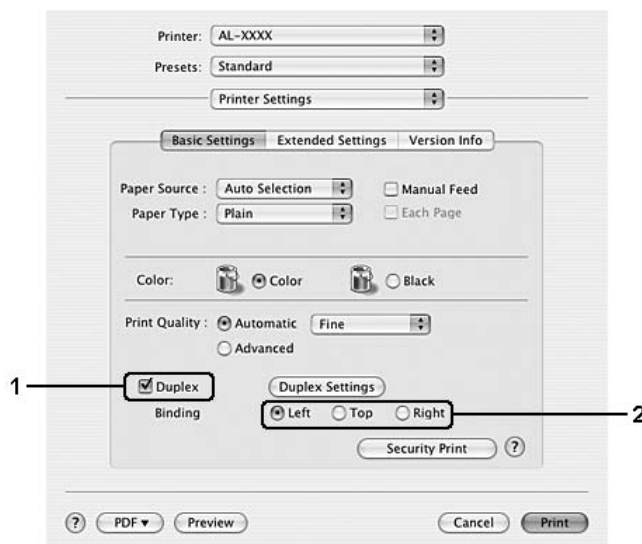 Printer: AL-XXXX
Presets: Standard
Printer Settings
Basic Settings Extended Settings Version Info
Paper Source : Auto Selection Manual Feed
Paper Type : Plain Each Page
Color: Color Black
Print Quality : Automatic Fine
Advanced
1 Duplex Duplex Settings
Binding Left Top Right 2
Security Print ?
? PDF Preview Cancel Print